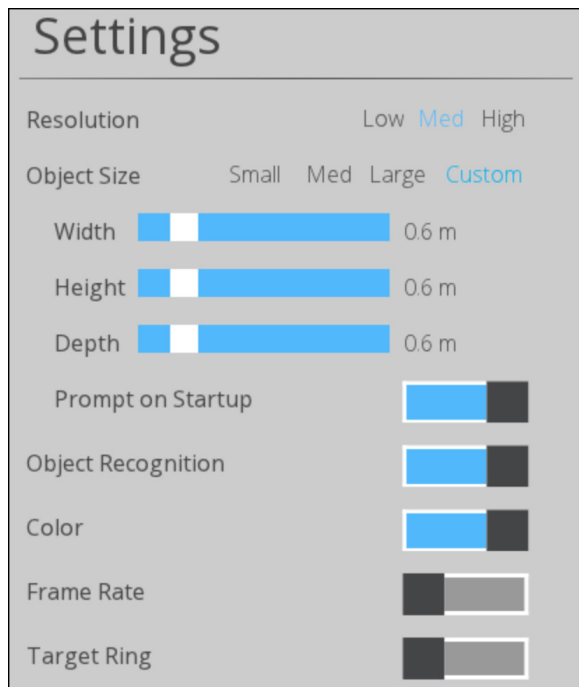 Settings
Resolution Low Med High
Object Size Small Med Large Custom
Width 0.6 m
Height 0.6 m
Depth 0.6 m
Prompt on Startup
Object Recognition
Color
Frame Rate
Target Ring